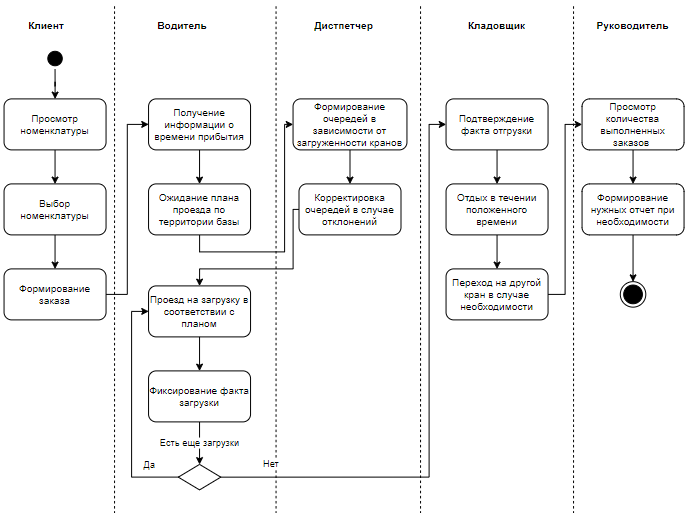 Клиент
Водитель
Диспетчер
Кладовщик
Руководитель
Просмотр
номенклатуры
Выбор
номенклатуры
Формирование
заказа
Получение
информации о
времени прибытия
Ожидание плана
проезда по
территории базы
Проезд на загрузку в
соответствии с
планом
Фиксирование факта
загрузки
Есть еще загрузки
Да
Нет
Формирование
очередей в
зависимости от
загруженности кранов
Корректировка
очередей в случае
отклонений
Подтверждение
факта отгрузки
Отдых в течении
положенного
времени
Переход на другой
кран в случае
необходимости
Просмотр
количества
выполненных
заказов
Формирование
нужных отчет при
необходимости